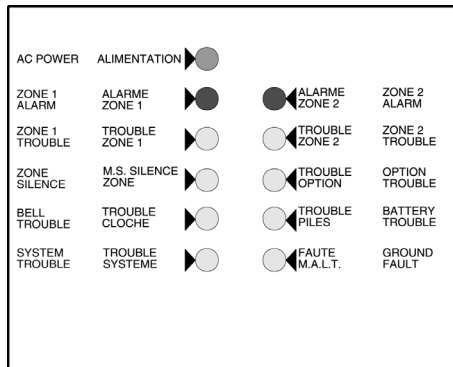 AC POWER ALIMENTATION
ZONE 1 ALARME ALARME ZONE 2
ALARM ZONE 1 ZONE 2 ALARM
ZONE 1 TROUBLE TROUBLE ZONE 2
TROUBLE ZONE 1 ZONE 2 TROUBLE
ZONE M.S. SILENCE TROUBLE OPTION
SILENCE ZONE OPTION TROUBLE
BELL TROUBLE TROUBLE BATTERY
TROUBLE CLOCHE PILES TROUBLE
SYSTEM TROUBLE FAUTE GROUND
TROUBLE SYSTEME M.A.L.T. FAULT